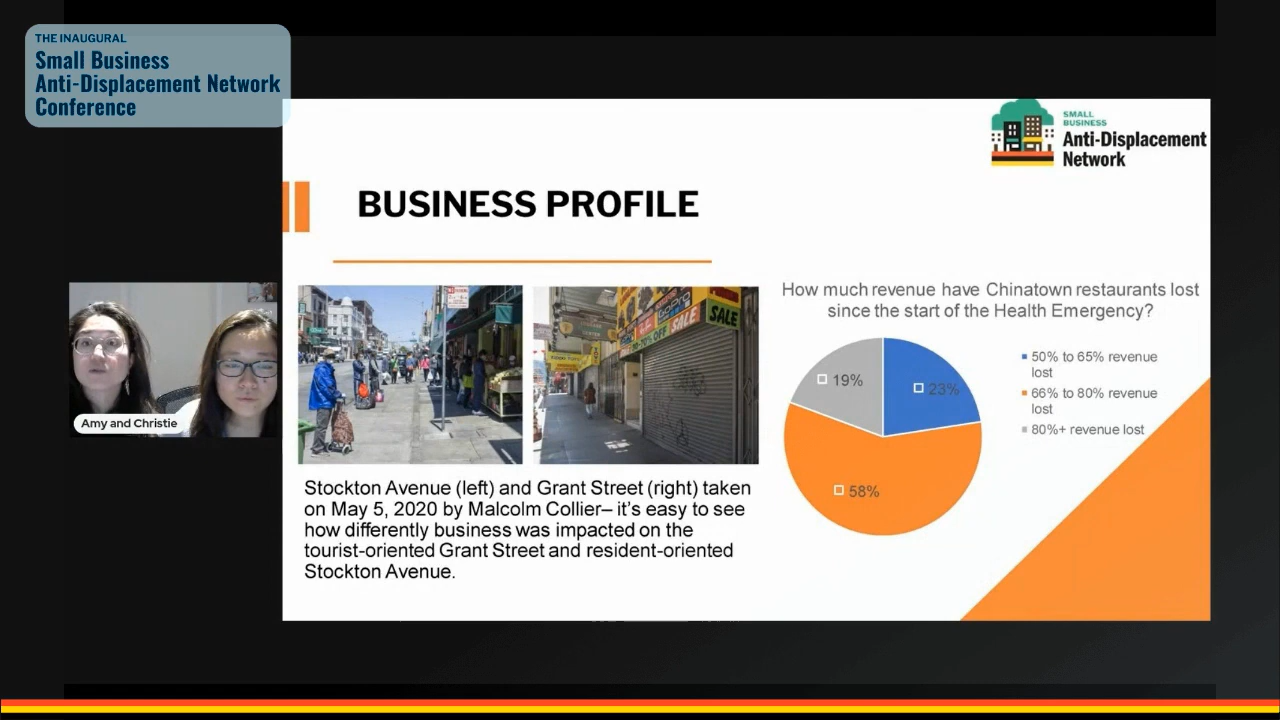 THE INAUGURAL
Small Business
Anti-Displacement Network
Conference
SMALL
BUSINESS
Anti-Displacement
Network
BUSINESS PROFILE
Amy and Christie
GoPro
SALE
SALE
Stockton Avenue (left) and Grant Street (right) taken
on May 5, 2020 by Malcolm Collier– it's easy to see
how differently business was impacted on the
tourist-oriented Grant Street and resident-oriented
Stockton Avenue.
How much revenue have Chinatown restaurants lost
since the start of the Health Emergency?
19%
23%
58%
50% to 65% revenue
lost
66% to 80% revenue
lost
80%+ revenue lost